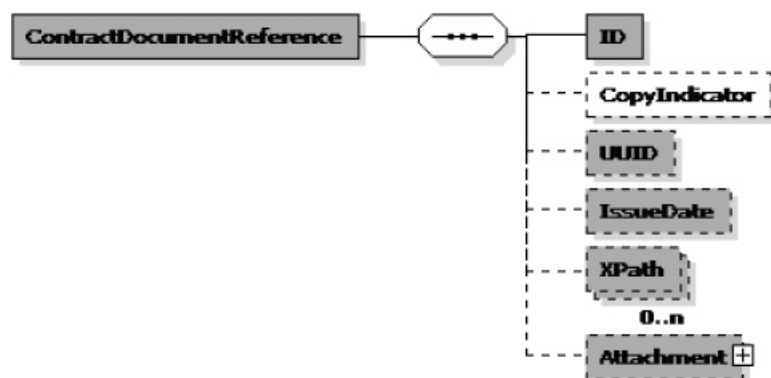 ContractDocumentReference
ID
CopyIndicator
UUID
IssueDate
XPath
0..n
Attachment